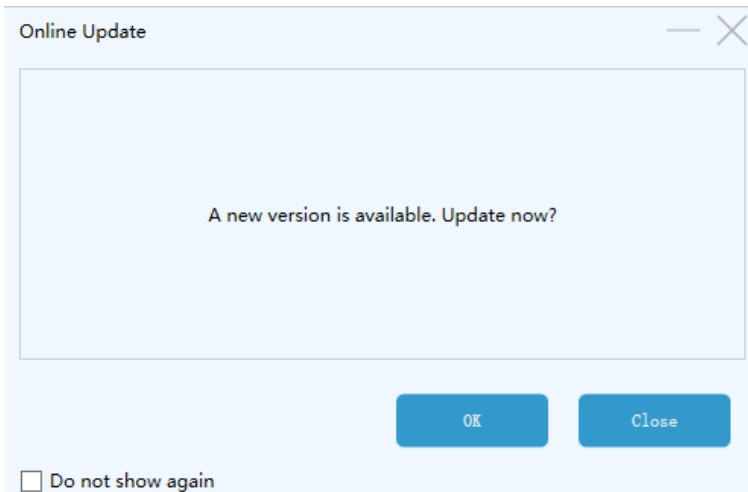 Online Update
A new version is available. Update now?
OK
Close
Do not show again